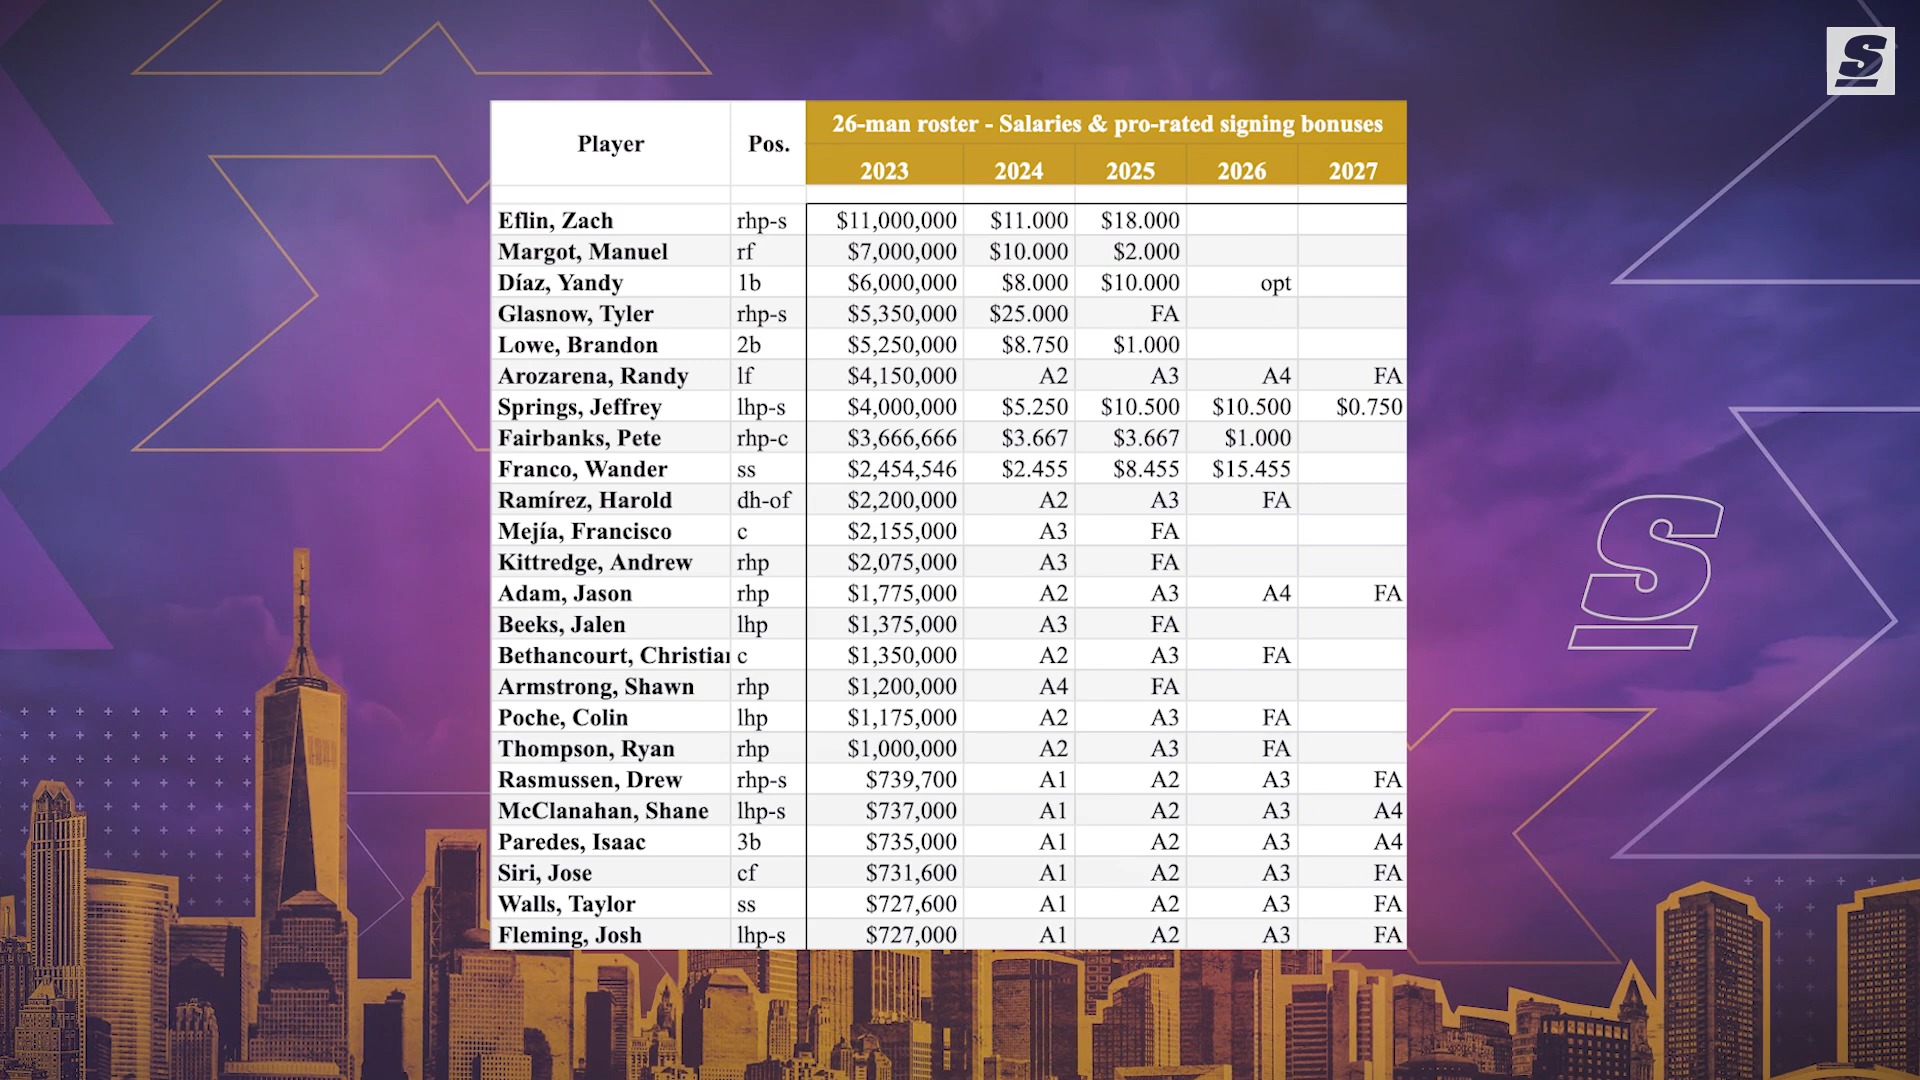 S
Player Pos. 26-man roster - Salaries & pro-rated signing bonuses
2023 2024 2025 2026 2027
Eflin, Zach rhp-s $11,000,000 $11.000 $18.000
Margot, Manuel rf $7,000,000 $10.000 $2.000
Díaz, Yandy 1b $6,000,000 $8.000 $10.000 opt
Glasnow, Tyler rhp-s $5,350,000 $25.000 FA
Lowe, Brandon 2b $5,250,000 $8.750 $1.000
Arozarena, Randy lf $4,150,000 A2 A3 A4 FA
Springs, Jeffrey lhp-s $4,000,000 $5.250 $10.500 $10.500 $0.750
Fairbanks, Pete rhp-c $3,666,666 $3.667 $3.667 $1.000
Franco, Wander ss $2,454,546 $2.455 $8.455 $15.455
Ramírez, Harold dh-of $2,200,000 A2 A3 FA
Mejía, Francisco c $2,155,000 A3 FA
Kittredge, Andrew rhp $2,075,000 A3 FA
Adam, Jason rhp $1,775,000 A2 A3 A4 FA
Beeks, Jalen lhp $1,375,000 A3 FA
Bethancourt, Christian c $1,350,000 A2 A3 FA
Armstrong, Shawn rhp $1,200,000 A4 FA
Poche, Colin lhp $1,175,000 A2 A3 FA
Thompson, Ryan rhp $1,000,000 A2 A3 FA
Rasmussen, Drew rhp-s $739,700 A1 A2 A3 FA
McClanahan, Shane lhp-s $737,000 A1 A2 A3 A4
Paredes, Isaac 3b $735,000 A1 A2 A3 A4
Siri, Jose cf $731,600 A1 A2 A3 FA
Walls, Taylor ss $727,600 A1 A2 A3 FA
Fleming, Josh lhp-s $727,000 A1 A2 A3 FA
S